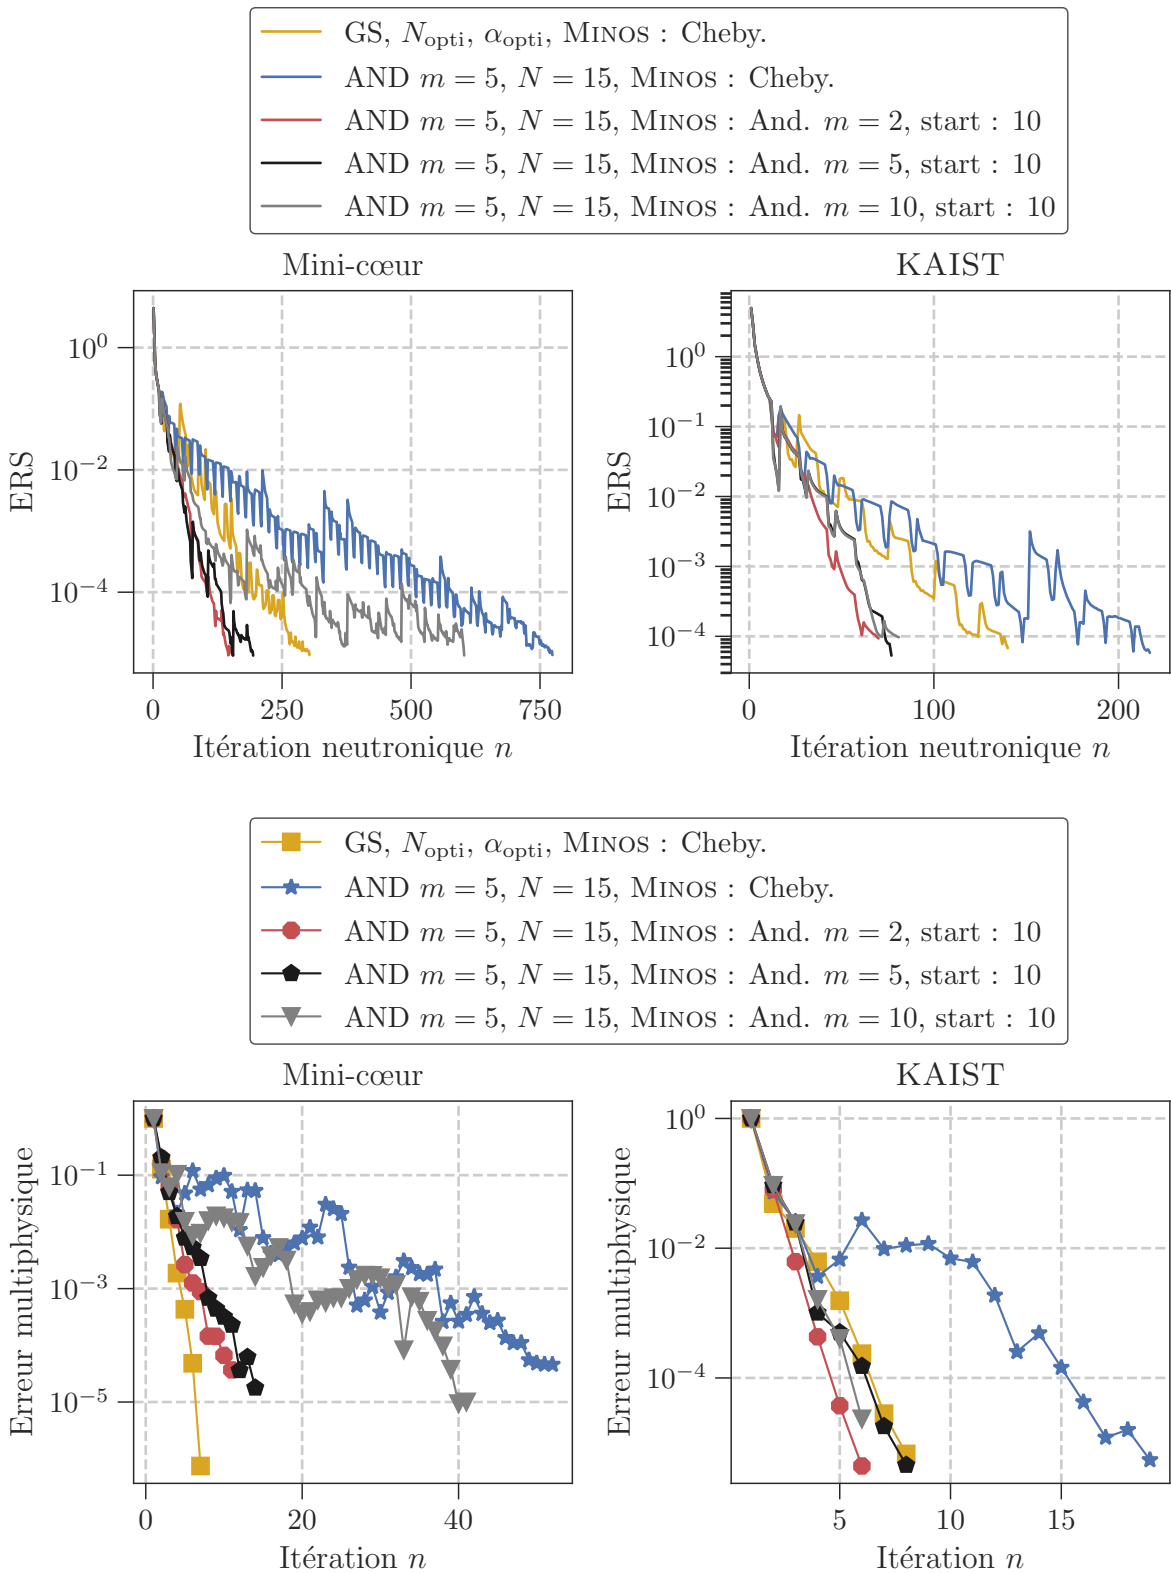 GS, N_opti, α_opti, MINOS : Cheby.
AND m = 5, N = 15, MINOS : Cheby.
AND m = 5, N = 15, MINOS : And. m = 2, start : 10
AND m = 5, N = 15, MINOS : And. m = 5, start : 10
AND m = 5, N = 15, MINOS : And. m = 10, start : 10
Mini-cœur
ERS
10^0
10^−2
10^−4
0 250 500 750
Itération neutronique n
KAIST
ERS
10^0
10^−1
10^−2
10^−3
10^−4
0 100 200
Itération neutronique n
GS, N_opti, α_opti, MINOS : Cheby.
AND m = 5, N = 15, MINOS : Cheby.
AND m = 5, N = 15, MINOS : And. m = 2, start : 10
AND m = 5, N = 15, MINOS : And. m = 5, start : 10
AND m = 5, N = 15, MINOS : And. m = 10, start : 10
Mini-cœur
Erreur multiphysique
10^−1
10^−3
10^−5
0 20 40
Itération n
KAIST
Erreur multiphysique
10^0
10^−2
10^−4
5 10 15
Itération n